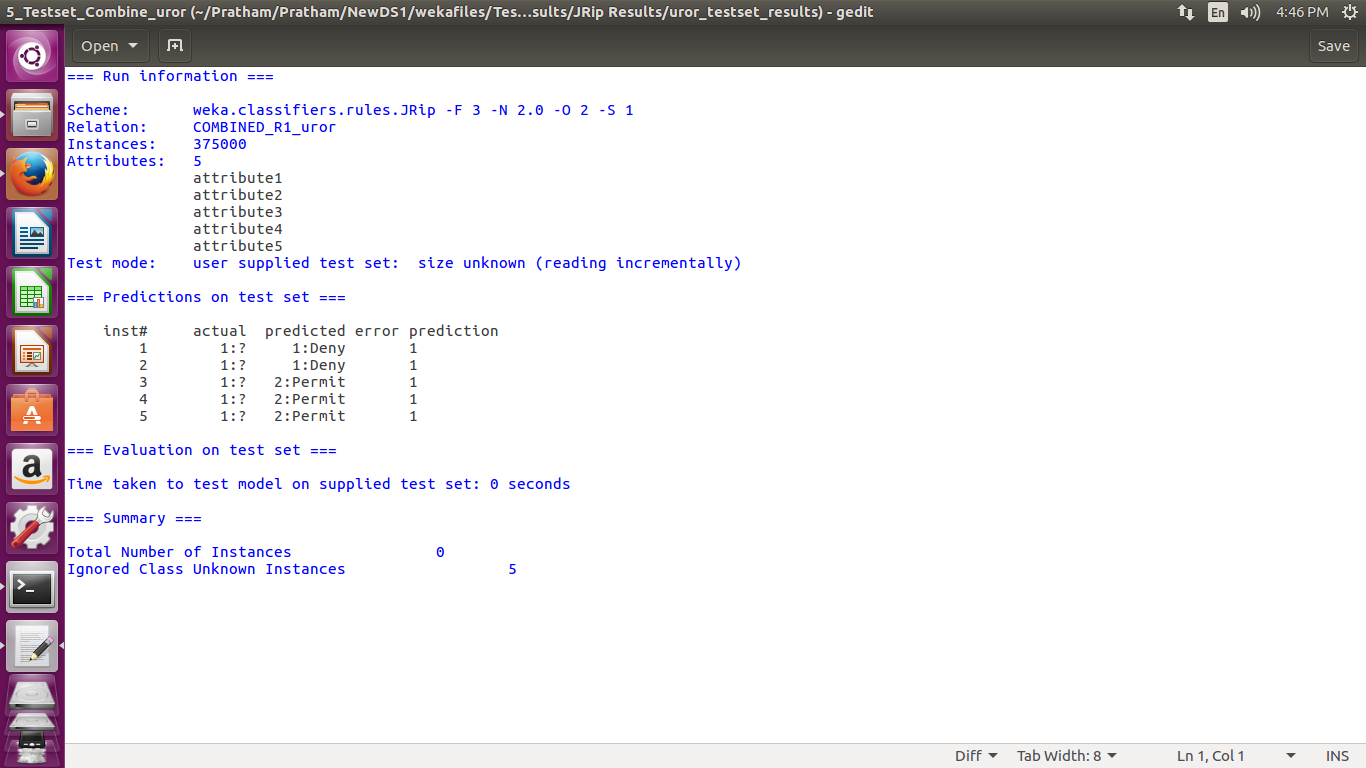 5_Testset_Combine_uror (~/Pratham/Pratham/NewDS1/wekafiles/Tes...sults/JRip Results/uror_testset_results) - gedit
En
4:46 PM
Open
Save
=== Run information ===
Scheme:       weka.classifiers.rules.JRip -F 3 -N 2.0 -O 2 -S 1
Relation:     COMBINED_R1_uror
Instances:    375000
Attributes:   5
              attribute1
              attribute2
              attribute3
              attribute4
              attribute5
Test mode:    user supplied test set:  size unknown (reading incrementally)
=== Predictions on test set ===
    inst#     actual  predicted error prediction
        1        1:?     1:Deny       1
        2        1:?     1:Deny       1
        3        1:?   2:Permit       1
        4        1:?   2:Permit       1
        5        1:?   2:Permit       1
=== Evaluation on test set ===
Time taken to test model on supplied test set: 0 seconds
=== Summary ===
Total Number of Instances                0
Ignored Class Unknown Instances                  5
Diff
Tab Width: 8
Ln 1, Col 1
INS